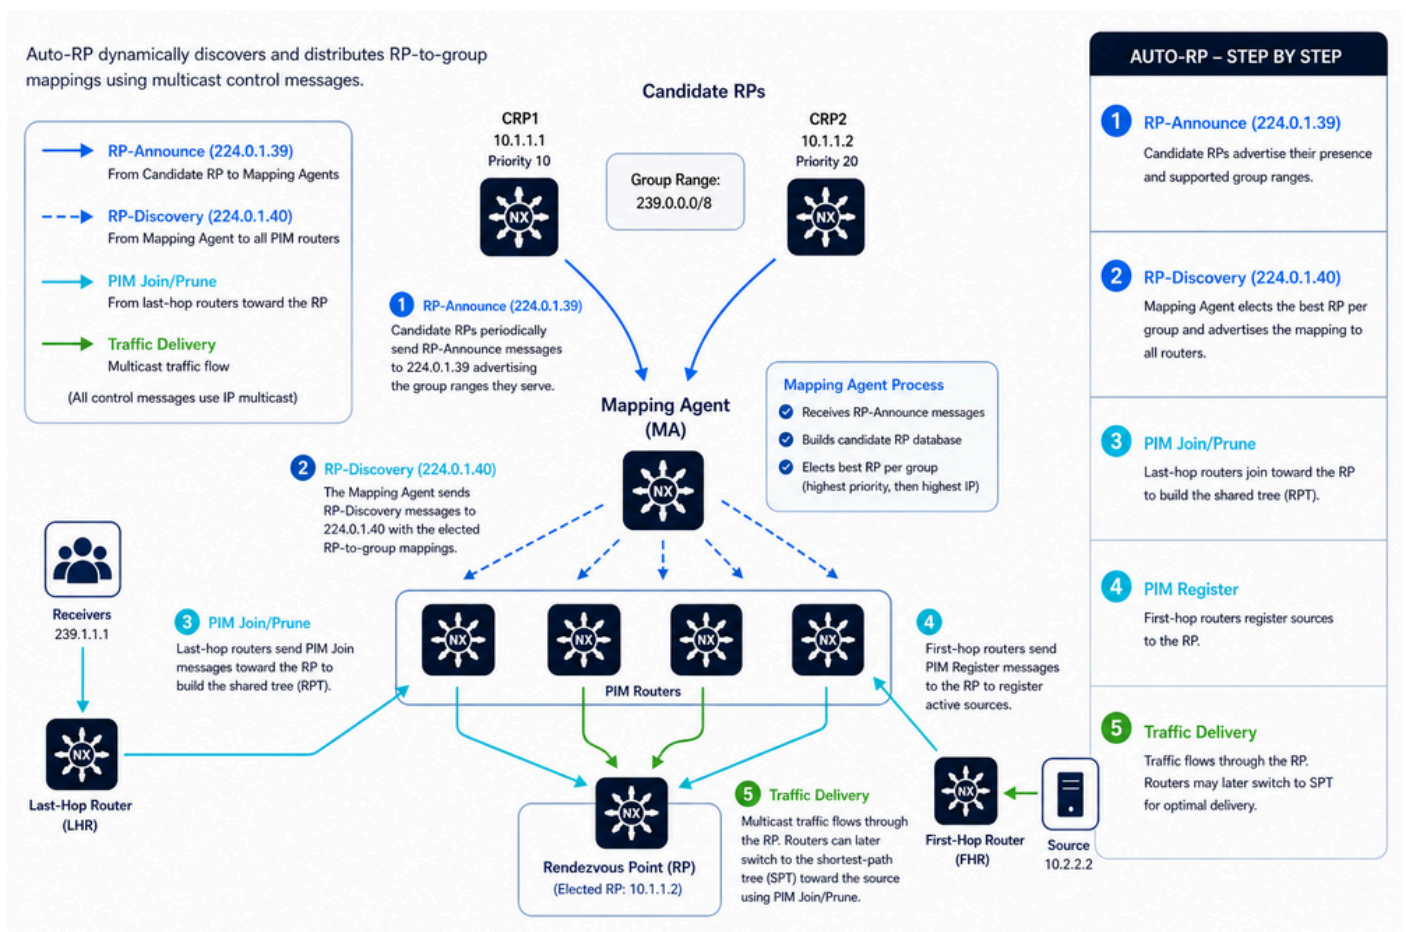 Auto-RP dynamically discovers and distributes RP-to-group
mappings using multicast control messages.
RP-Announce (224.0.1.39)
From Candidate RP to Mapping Agents
RP-Discovery (224.0.1.40)
From Mapping Agent to all PIM routers
PIM Join/Prune
From last-hop routers toward the RP
Traffic Delivery
Multicast traffic flow
(All control messages use IP multicast)
Candidate RPs
CRP1
10.1.1.1
Priority 10
NX
Group Range:
239.0.0.0/8
CRP2
10.1.1.2
Priority 20
NX
1 RP-Announce (224.0.1.39)
Candidate RPs periodically
send RP-Announce messages
to 224.0.1.39 advertising
the group ranges they serve.
Mapping Agent
(MA)
NX
Mapping Agent Process
Receives RP-Announce messages
Builds candidate RP database
Elects best RP per group
(highest priority, then highest IP)
2 RP-Discovery (224.0.1.40)
The Mapping Agent sends
RP-Discovery messages to
224.0.1.40 with the elected
RP-to-group mappings.
Receivers
239.1.1.1
3 PIM Join/Prune
Last-hop routers send PIM Join
messages toward the RP to
build the shared tree (RPT).
NX
NX
NX
NX
PIM Routers
4
First-hop routers send
PIM Register messages
to the RP to register
active sources.
NX
Last-Hop Router
(LHR)
NX
Rendezvous Point (RP)
(Elected RP: 10.1.1.2)
5 Traffic Delivery
Multicast traffic flows through
the RP. Routers can later
switch to the shortest-path
tree (SPT) toward the source
using PIM Join/Prune.
NX
First-Hop Router
(FHR)
Source
10.2.2.2
AUTO-RP – STEP BY STEP
1 RP-Announce (224.0.1.39)
Candidate RPs advertise their presence
and supported group ranges.
2 RP-Discovery (224.0.1.40)
Mapping Agent elects the best RP per
group and advertises the mapping to
all routers.
3 PIM Join/Prune
Last-hop routers join toward the RP
to build the shared tree (RPT).
4 PIM Register
First-hop routers register sources
to the RP.
5 Traffic Delivery
Traffic flows through the RP.
Routers may later switch to SPT
for optimal delivery.